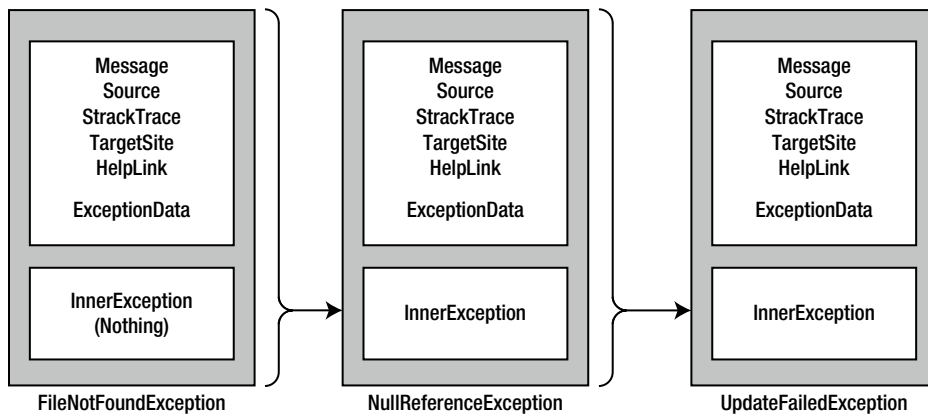 Message
Source
StrackTrace
TargetSite
HelpLink
ExceptionData
InnerException
(Nothing)
FileNotFoundException
Message
Source
StrackTrace
TargetSite
HelpLink
ExceptionData
InnerException
NullReferenceException
Message
Source
StrackTrace
TargetSite
HelpLink
ExceptionData
InnerException
UpdateFailedException